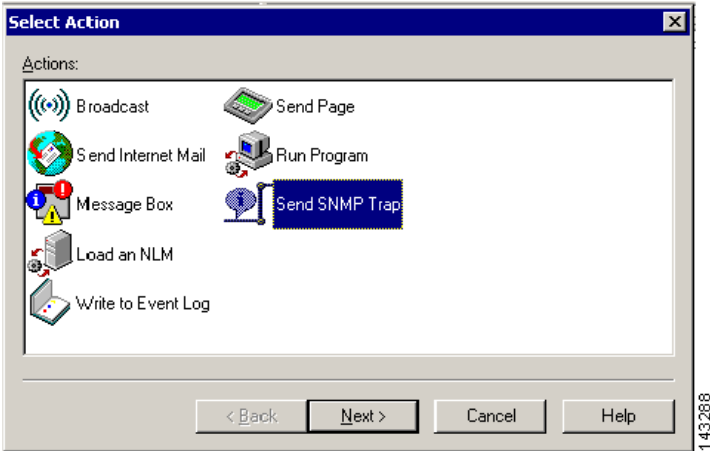 Select Action
Actions:
Broadcast
Send Internet Mail
Message Box
Load an NLM
Write to Event Log
Send Page
Run Program
Send SNMP Trap
< Back
Next >
Cancel
Help
143288